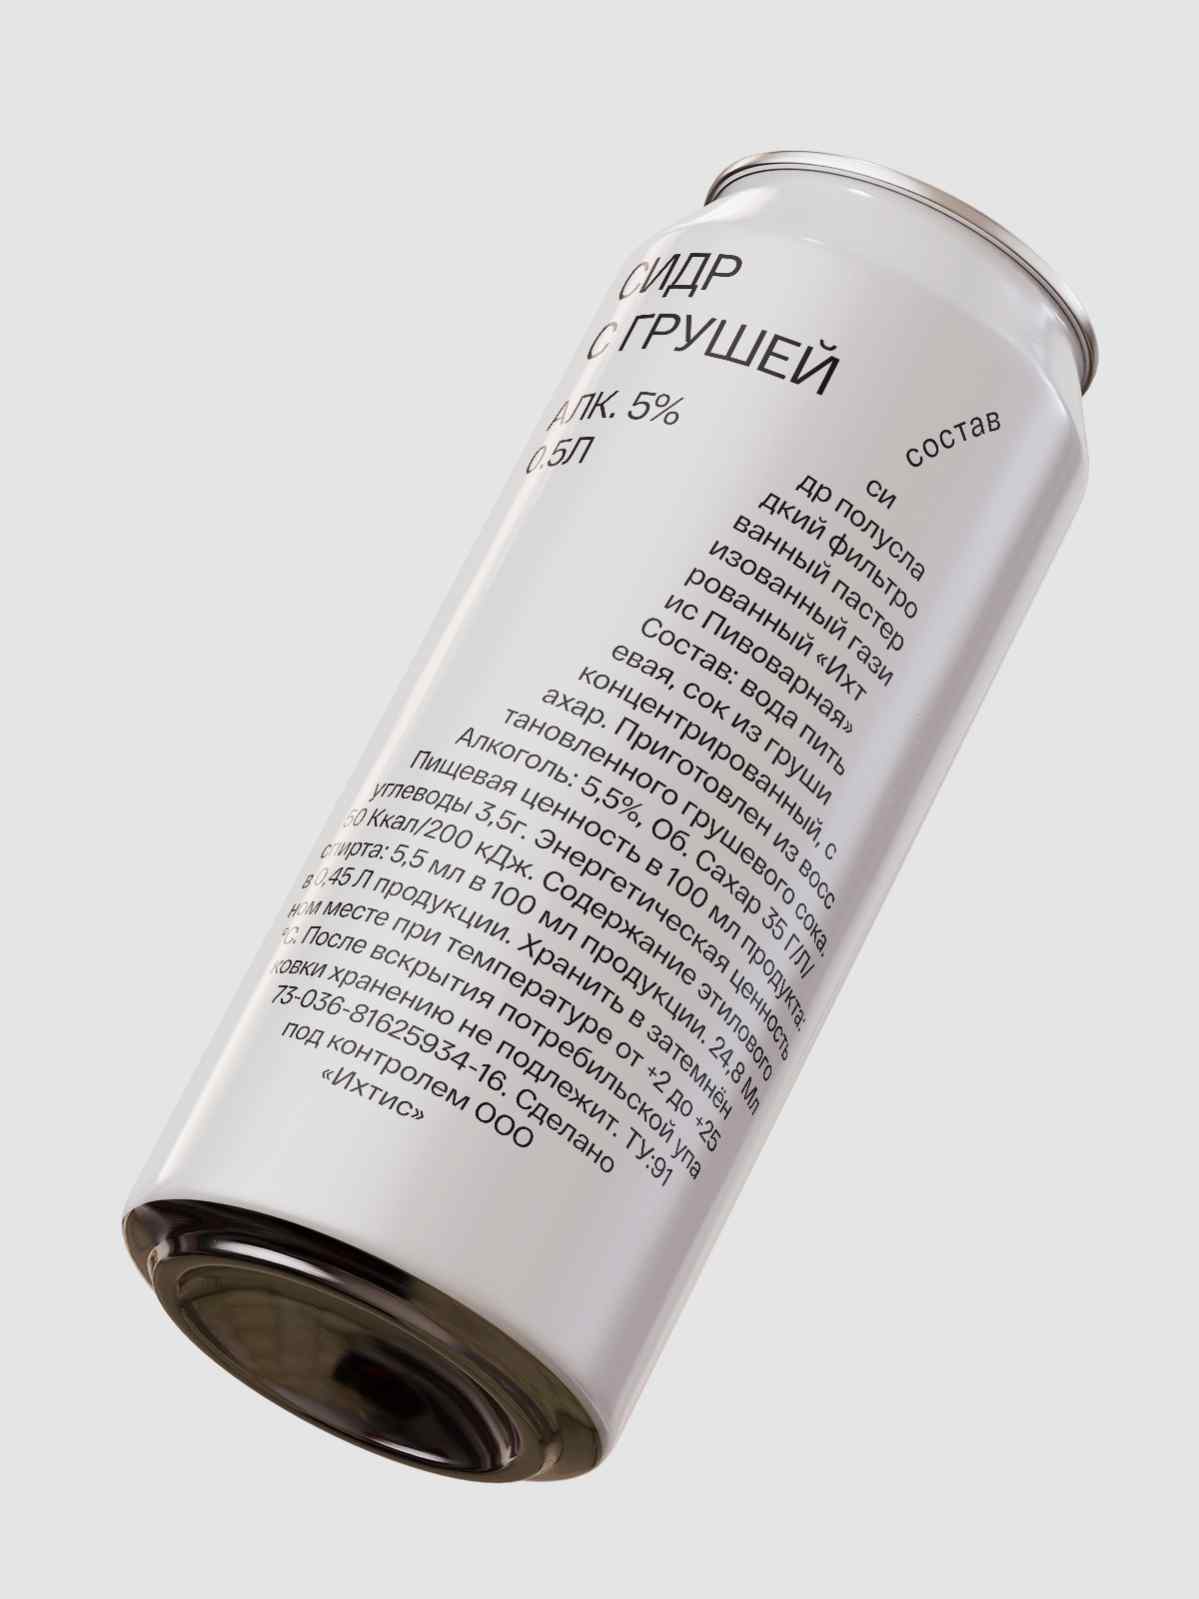 СИДР
С ГРУШЕЙ
АЛК. 5%
0.5Л
состав
си
др полусла
дкий фильтро
ванный пастер
изованный гази
рованный «Ихт
ис Пивоварная»
Состав: вода пить
евая, сок из груши
концентрированный, с
ахар. Приготовлен из восс
тановленного грушевого сока.
Алкоголь: 5,5%, Об. Сахар 35 Г/Л/
Пищевая ценность в 100 мл продукта:
углеводы 3,5г. Энергетическая ценность
50 Ккал/200 кДж. Содержание этилового
спирта: 5,5 мл в 100 мл продукции. 24,8 Мл
в 0,45 Л продукции. Хранить в затемнён
ном месте при температуре от +2 до +25
°С. После вскрытия потребильской упа
ковки хранению не подлежит. ТУ:91
73-036-81625934-16. Сделано
под контролем ООО
«Ихтис»